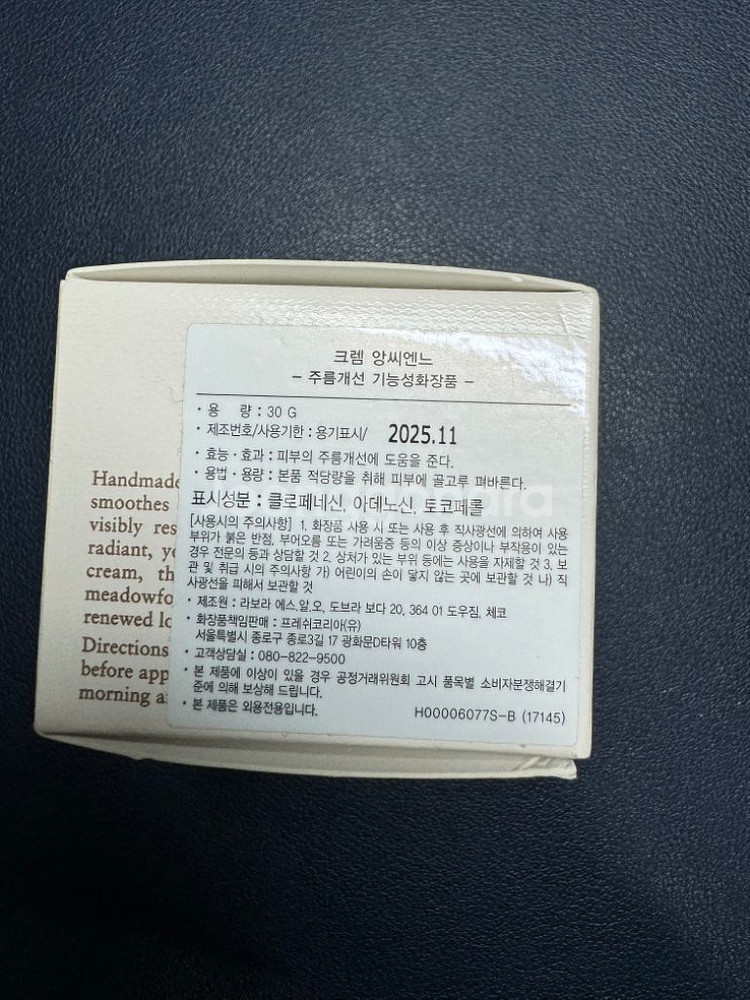 크렘 앙씨엔느
- 주름개선 기능성화장품 -
· 용 량 : 30 G
· 제조번호/사용기한 : 용기표시/ 2025.11
· 효능 · 효과 : 피부의 주름개선에 도움을 준다.
· 용법 · 용량 : 본품 적당량을 취해 피부에 골고루 펴바른다.
표시성분 : 클로페네신, 아데노신, 토코페롤
[사용시의 주의사항] 1. 화장품 사용 시 또는 사용 후 직사광선에 의하여 사용
부위가 붉은 반점, 부어오름 또는 가려움증 등의 이상 증상이나 부작용이 있는
경우 전문의 등과 상담할 것 2. 상처가 있는 부위 등에는 사용을 자제할 것 3. 보
관 및 취급 시의 주의사항 가) 어린이의 손이 닿지 않는 곳에 보관할 것 나) 직
사광선을 피해서 보관할 것
· 제조원 : 라보라 에스.알.오, 도브라 보다 20, 364 01 도우짐, 체코
· 화장품책임판매 : 프레쉬코리아(유)
서울특별시 종로구 종로3길 17 광화문D타워 10층
· 고객상담실 : 080-822-9500
· 본 제품에 이상이 있을 경우 공정거래위원회 고시 품목별 소비자분쟁해결기
준에 의해 보상해 드립니다.
· 본 제품은 외용전용입니다.
H00006077S-B (17145)
Handmade
smoothes
visibly res
radiant, yo
cream, th
meadowfo
renewed lo
Directions
before app
morning a